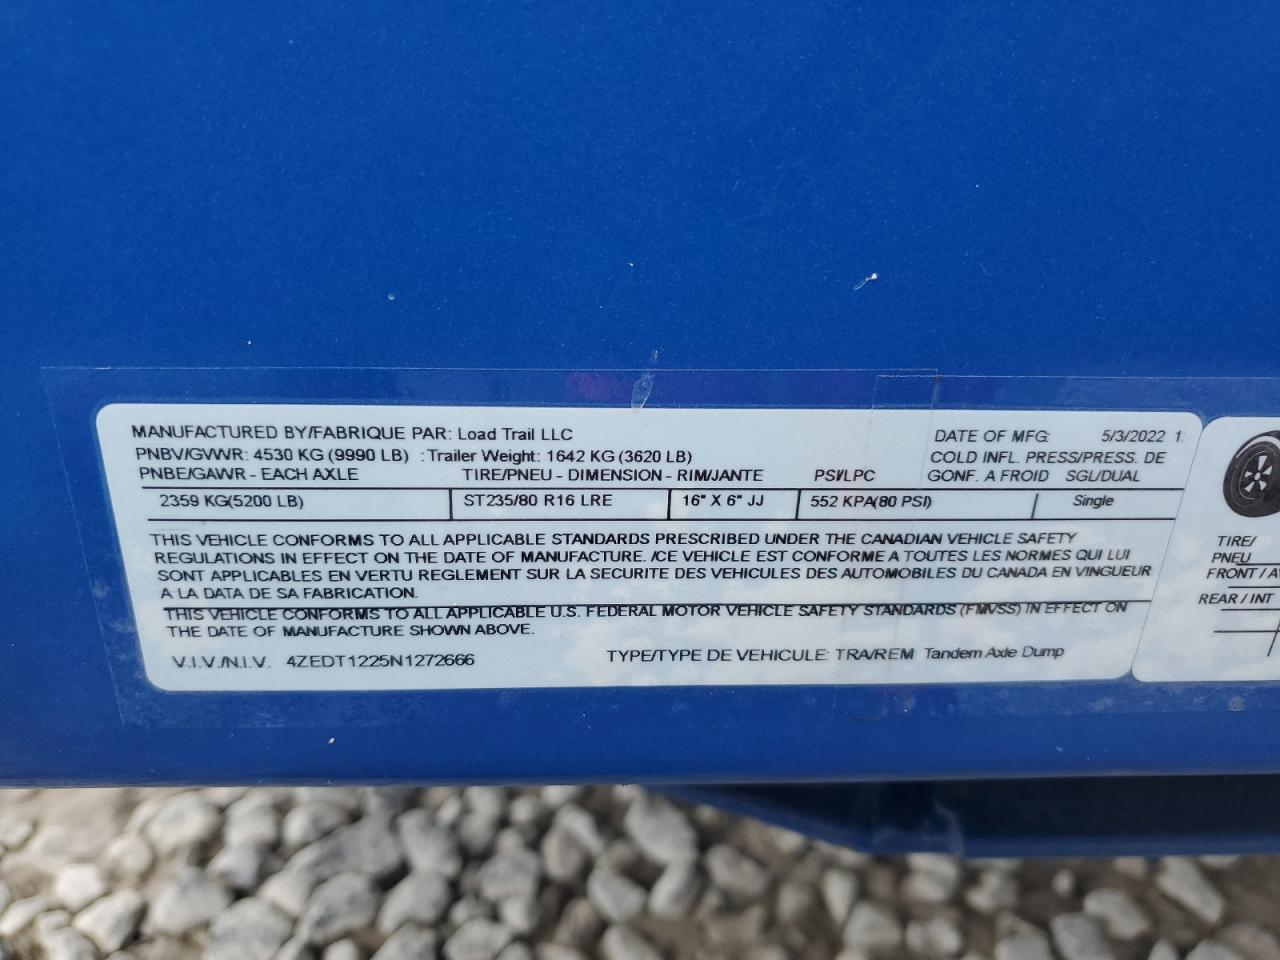 MANUFACTURED BY/FABRIQUE PAR: Load Trail LLC DATE OF MFG: 5/3/2022
PNBV/GVWR: 4530 KG (9990 LB) : Trailer Weight: 1642 KG (3620 LB) COLD INFL. PRESS/PRESS. DE
PNBE/GAWR - EACH AXLE TIRE/PNEU - DIMENSION - RIM/JANTE PSI/LPC GONF. A FROID SGL/DUAL
2359 KG(5200 LB) ST235/80 R16 LRE 16" X 6" JJ 552 KPA(80 PSI) Single
THIS VEHICLE CONFORMS TO ALL APPLICABLE STANDARDS PRESCRIBED UNDER THE CANADIAN VEHICLE SAFETY
REGULATIONS IN EFFECT ON THE DATE OF MANUFACTURE. /CE VEHICLE EST CONFORME A TOUTES LES NORMES QUI LUI
SONT APPLICABLES EN VERTU REGLEMENT SUR LA SECURITE DES VEHICULES DES AUTOMOBILES DU CANADA EN VINGUEUR
A LA DATA DE SA FABRICATION.
THIS VEHICLE CONFORMS TO ALL APPLICABLE U.S. FEDERAL MOTOR VEHICLE SAFETY STANDARDS (FMVSS) IN EFFECT ON
THE DATE OF MANUFACTURE SHOWN ABOVE.
V.I.V./N.I.V. 4ZEDT1225N1272666 TYPE/TYPE DE VEHICULE: TRA/REM Tandem Axle Dump
TIRE/
PNEU
FRONT / A
REAR / INT